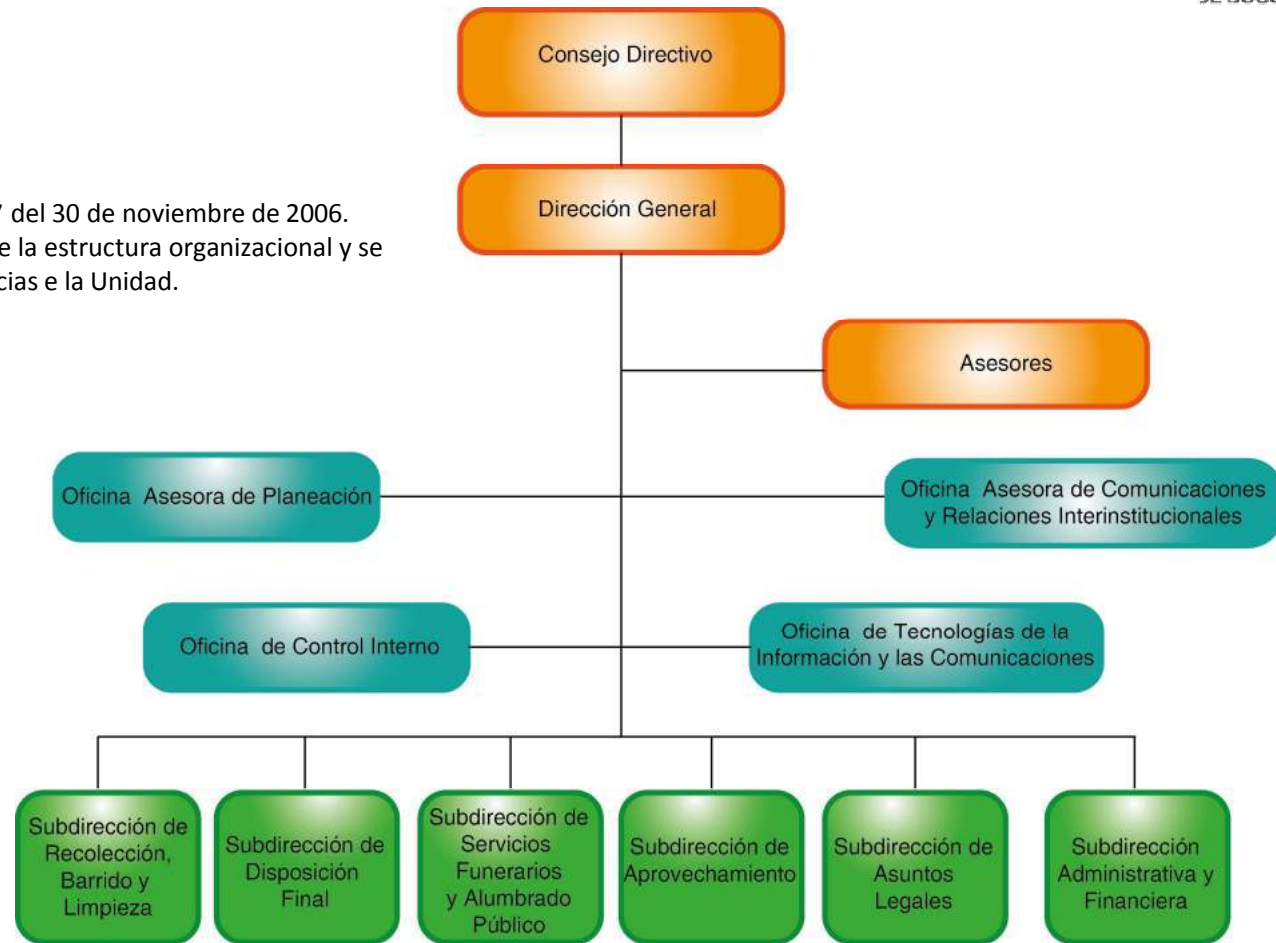 Consejo Directivo
Dirección General
del 30 de noviembre de 2006.
la estructura organizacional y se
e la Unidad.
Asesores
Oficina Asesora de Planeación
Oficina Asesora de Comunicaciones
y Relaciones Interinstitucionales
Oficina de Control Interno
Oficina de Tecnologías de la
Información y las Comunicaciones
Subdirección de
Recolección,
Barrido y
Limpieza
Subdirección de
Disposición
Final
Subdirección de
Servicios
Funerarios
y Alumbrado
Público
Subdirección de
Aprovechamiento
Subdirección de
Asuntos
Legales
Subdirección
Administrativa y
Financiera